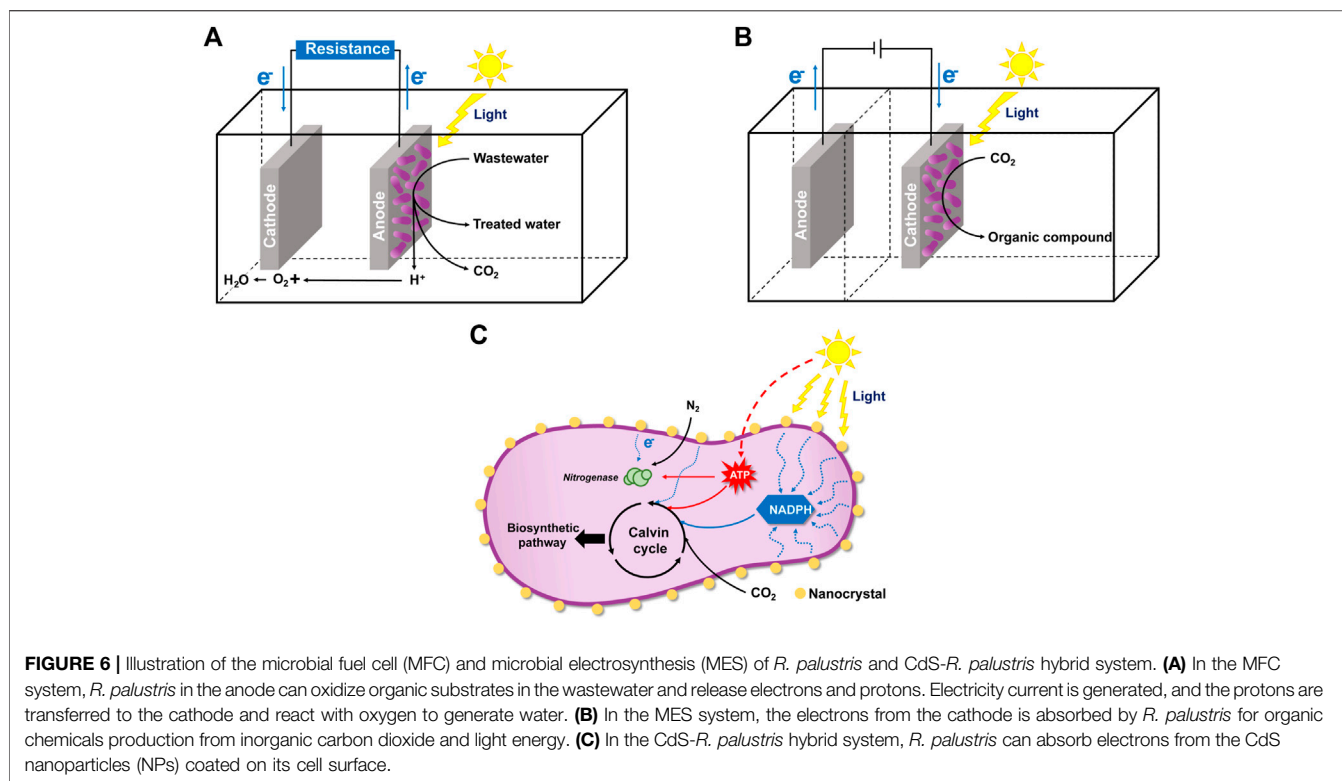 A
Resistance
e-
e-
Light
Wastewater
Cathode
Anode
Treated water
CO2
H2O
O2+
H+
B
e-
e-
Light
CO2
Anode
Cathode
Organic compound
C
Light
N2
e-
Nitrogenase
ATP
NADPH
Biosynthetic
pathway
Calvin
cycle
CO2
Nanocrystal
FIGURE 6 | Illustration of the microbial fuel cell (MFC) and microbial electrosynthesis (MES) of R. palustris and CdS-R. palustris hybrid system. (A) In the MFC
system, R. palustris in the anode can oxidize organic substrates in the wastewater and release electrons and protons. Electricity current is generated, and the protons are
transferred to the cathode and react with oxygen to generate water. (B) In the MES system, the electrons from the cathode is absorbed by R. palustris for organic
chemicals production from inorganic carbon dioxide and light energy. (C) In the CdS-R. palustris hybrid system, R. palustris can absorb electrons from the CdS
nanoparticles (NPs) coated on its cell surface.